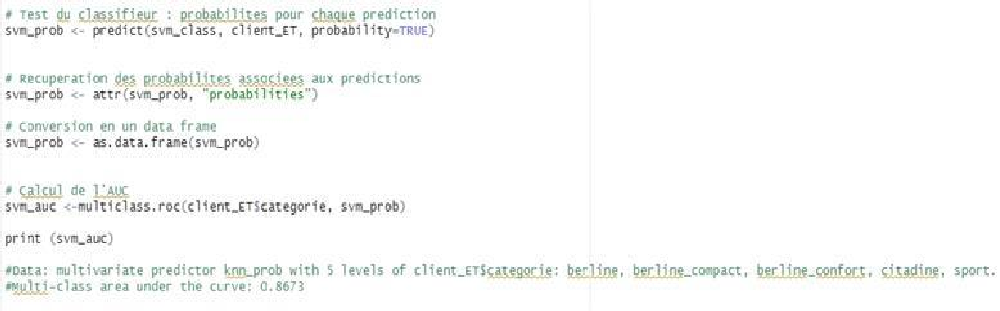 # Test du classifieur : probabilites pour chaque prediction
svm_prob <- predict(svm_class, client_ET, probability=TRUE)
# Recuperation des probabilites associees aux predictions
svm_prob <- attr(svm_prob, "probabilities")
# Conversion en un data frame
svm_prob <- as.data.frame(svm_prob)
# Calcul de l'AUC
svm_auc <-multiclass.roc(client_ET$categorie, svm_prob)
print (svm_auc)
#Data: multivariate predictor knn_prob with 5 levels of client_ET$categorie: berline, berline_compact, berline_confort, citadine, sport.
#Multi-class area under the curve: 0.8673